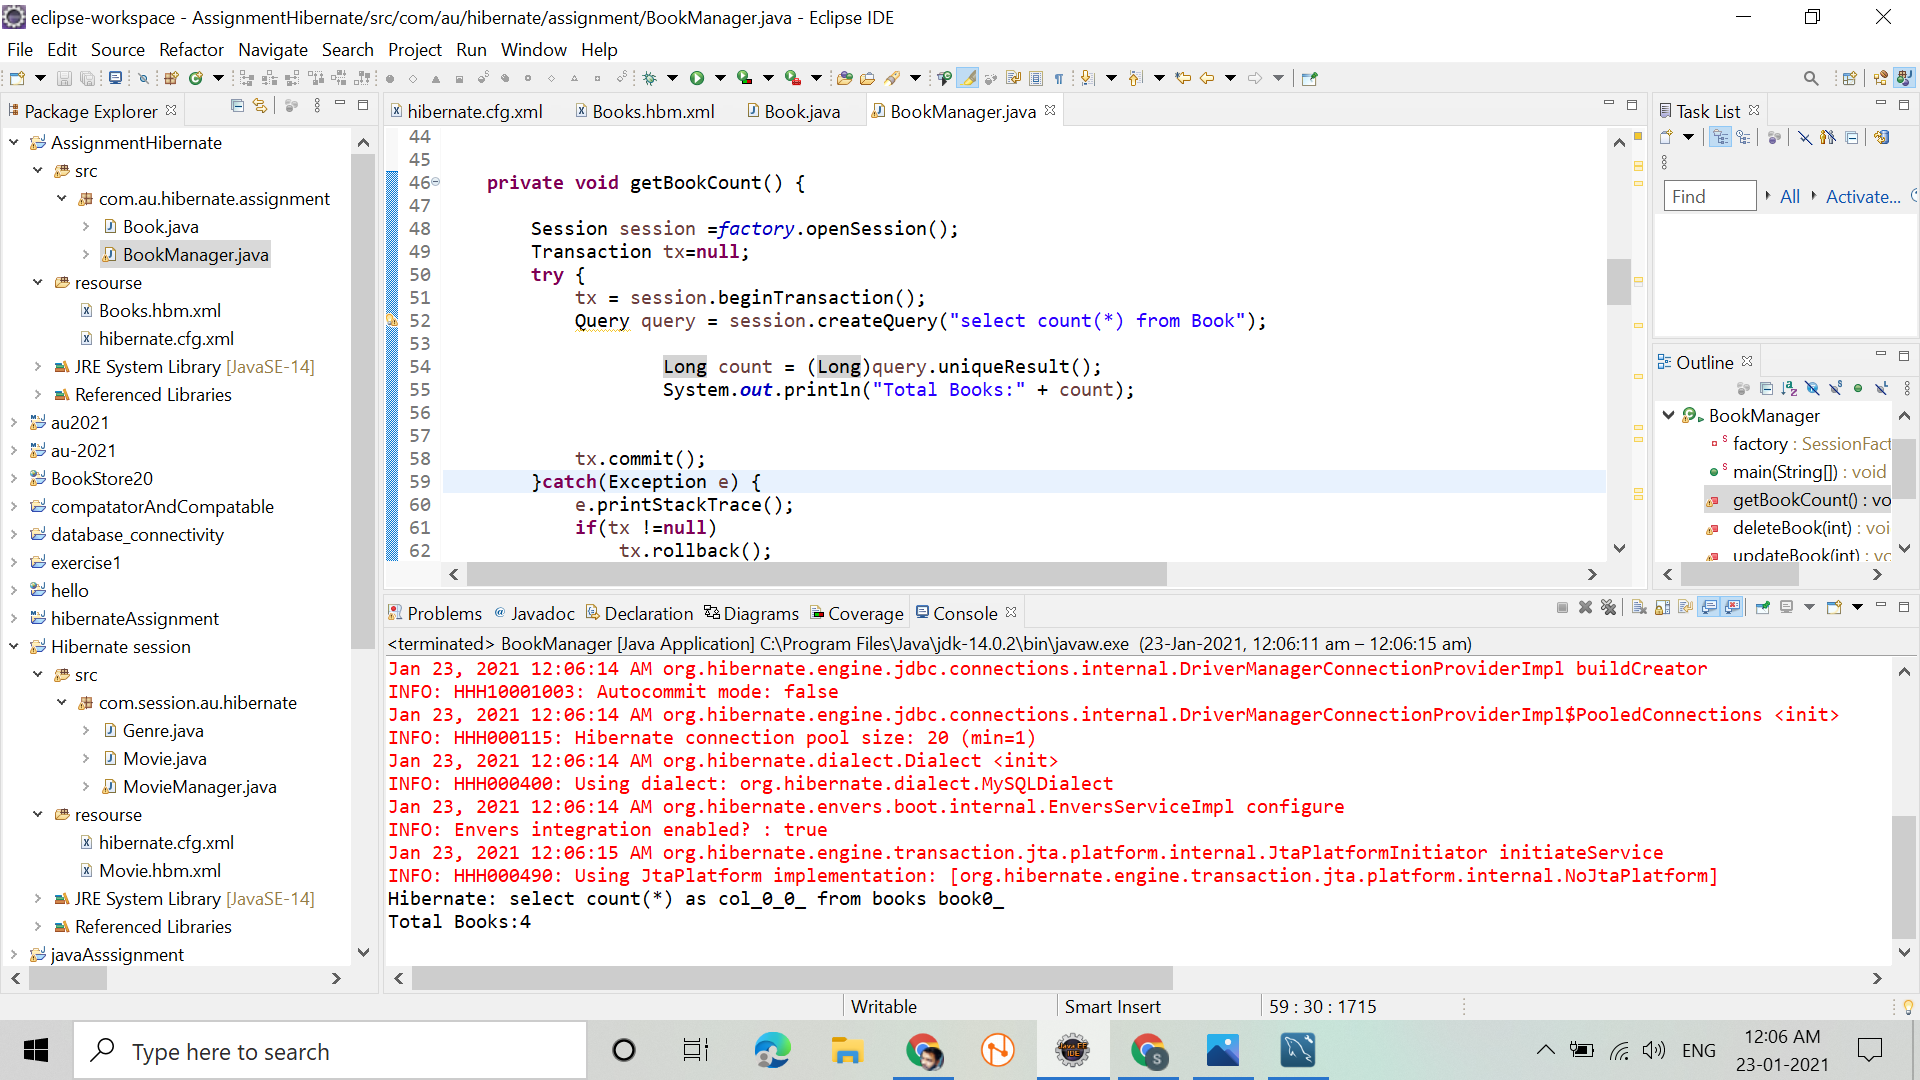 eclipse-workspace - AssignmentHibernate/src/com/au/hibernate/assignment/BookManager.java - Eclipse IDE
File Edit Source Refactor Navigate Search Project Run Window Help
Package Explorer
AssignmentHibernate
src
com.au.hibernate.assignment
Book.java
BookManager.java
resourse
Books.hbm.xml
hibernate.cfg.xml
JRE System Library [JavaSE-14]
Referenced Libraries
au2021
au-2021
BookStore20
compatatorAndCompatable
database_connectivity
exercise1
hello
hibernateAssignment
Hibernate session
src
com.session.au.hibernate
Genre.java
Movie.java
MovieManager.java
resourse
hibernate.cfg.xml
Movie.hbm.xml
JRE System Library [JavaSE-14]
Referenced Libraries
javaAsssignment
hibernate.cfg.xml Books.hbm.xml Book.java BookManager.java
44
45
46 private void getBookCount() {
47
48 Session session =factory.openSession();
49 Transaction tx=null;
50 try {
51 tx = session.beginTransaction();
52 Query query = session.createQuery("select count(*) from Book");
53
54 Long count = (Long)query.uniqueResult();
55 System.out.println("Total Books:" + count);
56
57
58 tx.commit();
59 }catch(Exception e) {
60 e.printStackTrace();
61 if(tx !=null)
62 tx.rollback();
Task List
Find All Activate...
Outline
BookManager
factory : SessionFact
main(String[]) : void
getBookCount() : vo
deleteBook(int) : voi
updateBook(int) : vo
Problems @ Javadoc Declaration Diagrams Coverage Console
<terminated> BookManager [Java Application] C:\Program Files\Java\jdk-14.0.2\bin\javaw.exe (23-Jan-2021, 12:06:11 am – 12:06:15 am)
Jan 23, 2021 12:06:14 AM org.hibernate.engine.jdbc.connections.internal.DriverManagerConnectionProviderImpl buildCreator
INFO: HHH10001003: Autocommit mode: false
Jan 23, 2021 12:06:14 AM org.hibernate.engine.jdbc.connections.internal.DriverManagerConnectionProviderImpl$PooledConnections <init>
INFO: HHH000115: Hibernate connection pool size: 20 (min=1)
Jan 23, 2021 12:06:14 AM org.hibernate.dialect.Dialect <init>
INFO: HHH000400: Using dialect: org.hibernate.dialect.MySQLDialect
Jan 23, 2021 12:06:14 AM org.hibernate.envers.boot.internal.EnversServiceImpl configure
INFO: Envers integration enabled? : true
Jan 23, 2021 12:06:15 AM org.hibernate.engine.transaction.jta.platform.internal.JtaPlatformInitiator initiateService
INFO: HHH000490: Using JtaPlatform implementation: [org.hibernate.engine.transaction.jta.platform.internal.NoJtaPlatform]
Hibernate: select count(*) as col_0_0_ from books book0_
Total Books:4
Writable Smart Insert 59 : 30 : 1715
Type here to search
Java EE
IDE
S
ENG
12:06 AM
23-01-2021